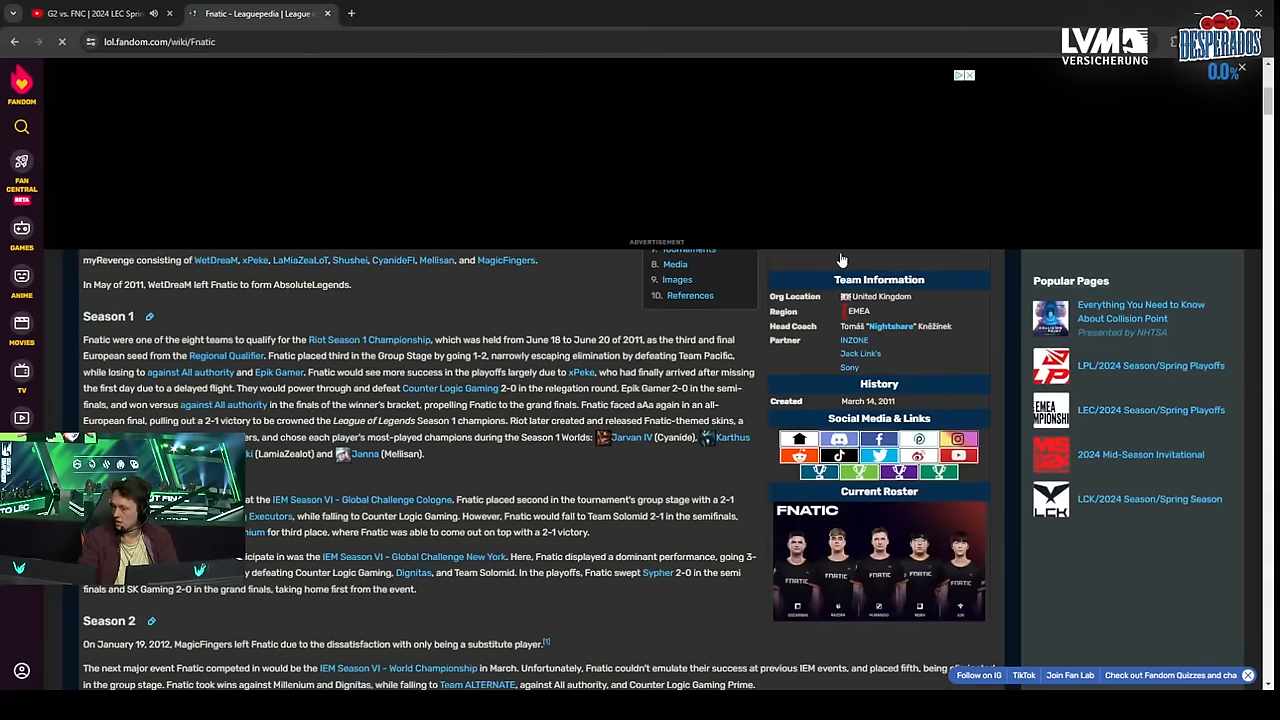 G2 vs. FNC | 2024 LEC Sprin
Fnatic - Leaguepedia | League o
lol.fandom.com/wiki/Fnatic
LVM
VERSICHERUNG
DESPERADOS
0.0%
FANDOM
FAN
CENTRAL
BETA
GAMES
ANIME
MOVIES
TV
ADVERTISEMENT
myRevenge consisting of WetDreaM, xPeke, LaMiaZeaLoT, Shushei, CyanideFI, Mellisan, and MagicFingers.
In May of 2011, WetDreaM left Fnatic to form AbsoluteLegends.
7. Tournaments
8. Media
9. Images
10. References
Season 1
Fnatic were one of the eight teams to qualify for the Riot Season 1 Championship, which was held from June 18 to June 20 of 2011, as the third and final
European seed from the Regional Qualifier. Fnatic placed third in the Group Stage by going 1-2, narrowly escaping elimination by defeating Team Pacific,
while losing to against All authority and Epik Gamer. Fnatic would see more success in the playoffs largely due to xPeke, who had finally arrived after missing
the first day due to a delayed flight. They would power through and defeat Counter Logic Gaming 2-0 in the relegation round, Epik Gamer 2-0 in the semi-
finals, and won versus against All authority in the finals of the winner's bracket, propelling Fnatic to the grand finals. Fnatic faced aAa again in an all-
European final, pulling out a 2-1 victory to be crowned the League of Legends Season 1 champions. Riot later created and released Fnatic-themed skins, a
ers, and chose each player's most-played champions during the Season 1 Worlds: Jarvan IV (Cyanide), Karthus
ki (LamiaZealot) and Janna (Mellisan).
at the IEM Season VI - Global Challenge Cologne. Fnatic placed second in the tournament's group stage with a 2-1
g Executors, while falling to Counter Logic Gaming. However, Fnatic would fall to Team Solomid 2-1 in the semifinals,
nium for third place, where Fnatic was able to come out on top with a 2-1 victory.
icipate in was the IEM Season VI - Global Challenge New York. Here, Fnatic displayed a dominant performance, going 3-
y defeating Counter Logic Gaming, Dignitas, and Team Solomid. In the playoffs, Fnatic swept Sypher 2-0 in the semi
finals and SK Gaming 2-0 in the grand finals, taking home first from the event.
Season 2
On January 19, 2012, MagicFingers left Fnatic due to the dissatisfaction with only being a substitute player.[1]
The next major event Fnatic competed in would be the IEM Season VI - World Championship in March. Unfortunately, Fnatic couldn't emulate their success at previous IEM events, and placed fifth, being eliminated
in the group stage. Fnatic took wins against Millenium and Dignitas, while falling to Team ALTERNATE, against All authority, and Counter Logic Gaming Prime.
Team Information
Org Location United Kingdom
Region EMEA
Head Coach Tomáš "Nightshare" Kněžínek
Partner INZONE
Jack Link's
Sony
History
Created March 14, 2011
Social Media & Links
Current Roster
FNATIC
Popular Pages
Everything You Need to Know
About Collision Point
Presented by NHTSA
LPL/2024 Season/Spring Playoffs
LEC/2024 Season/Spring Playoffs
2024 Mid-Season Invitational
LCK/2024 Season/Spring Season
Follow on IG TikTok Join Fan Lab Check out Fandom Quizzes and cha